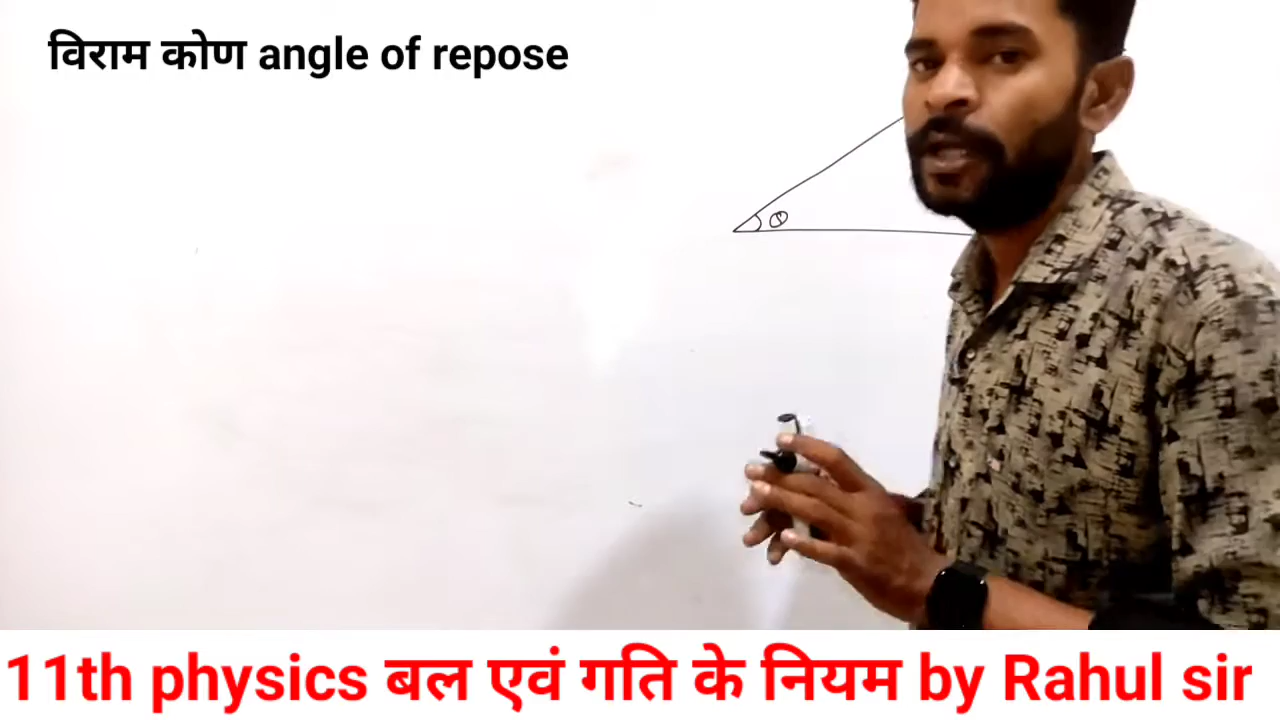 विराम कोण angle of repose
θ
11th physics बल एवं गति के नियम by Rahul sir